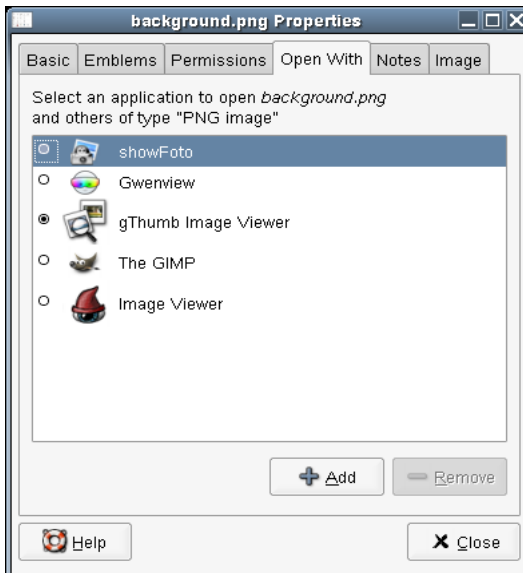 background.png Properties
Basic Emblems Permissions Open With Notes Image
Select an application to open background.png
and others of type "PNG image"
showFoto
Gwenview
gThumb Image Viewer
The GIMP
Image Viewer
Add Remove
Help Close